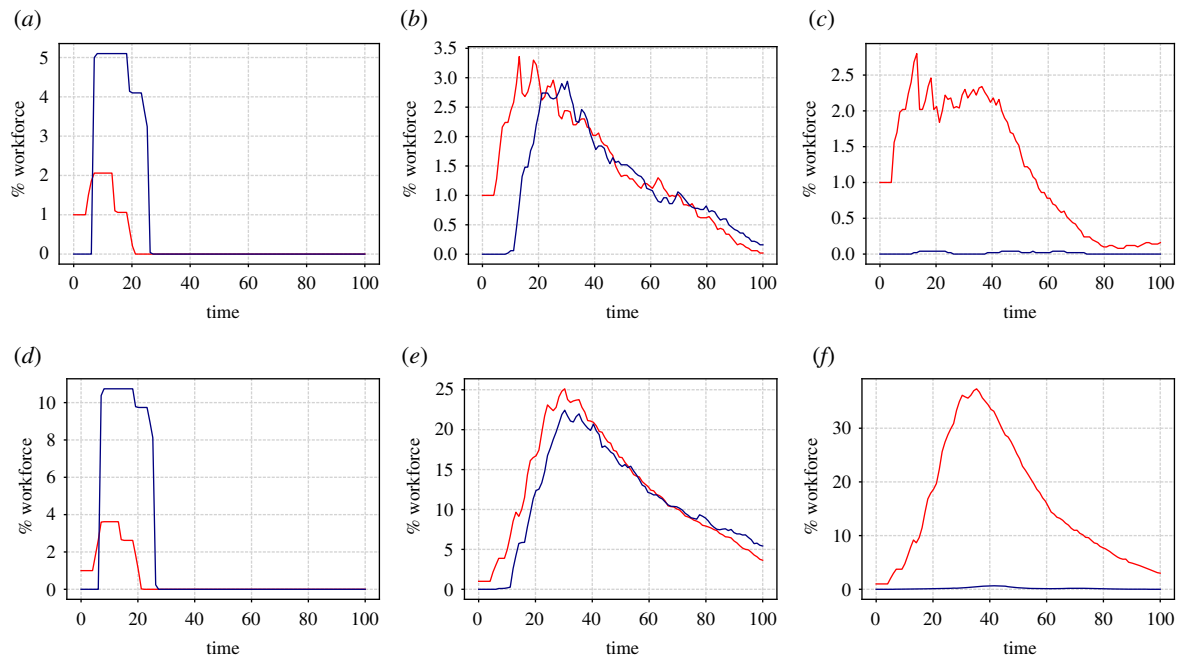 (a) (b) (c)
5 4 3 2 1 0
% workforce
0 20 40 60 80 100
time
3.5 3.0 2.5 2.0 1.5 1.0 0.5 0.0
% workforce
0 20 40 60 80 100
time
2.5 2.0 1.5 1.0 0.5 0.0
% workforce
0 20 40 60 80 100
time
(d) (e) (f)
10 8 6 4 2 0
% workforce
0 20 40 60 80 100
time
25 20 15 10 5 0
% workforce
0 20 40 60 80 100
time
30 20 10 0
% workforce
0 20 40 60 80 100
time